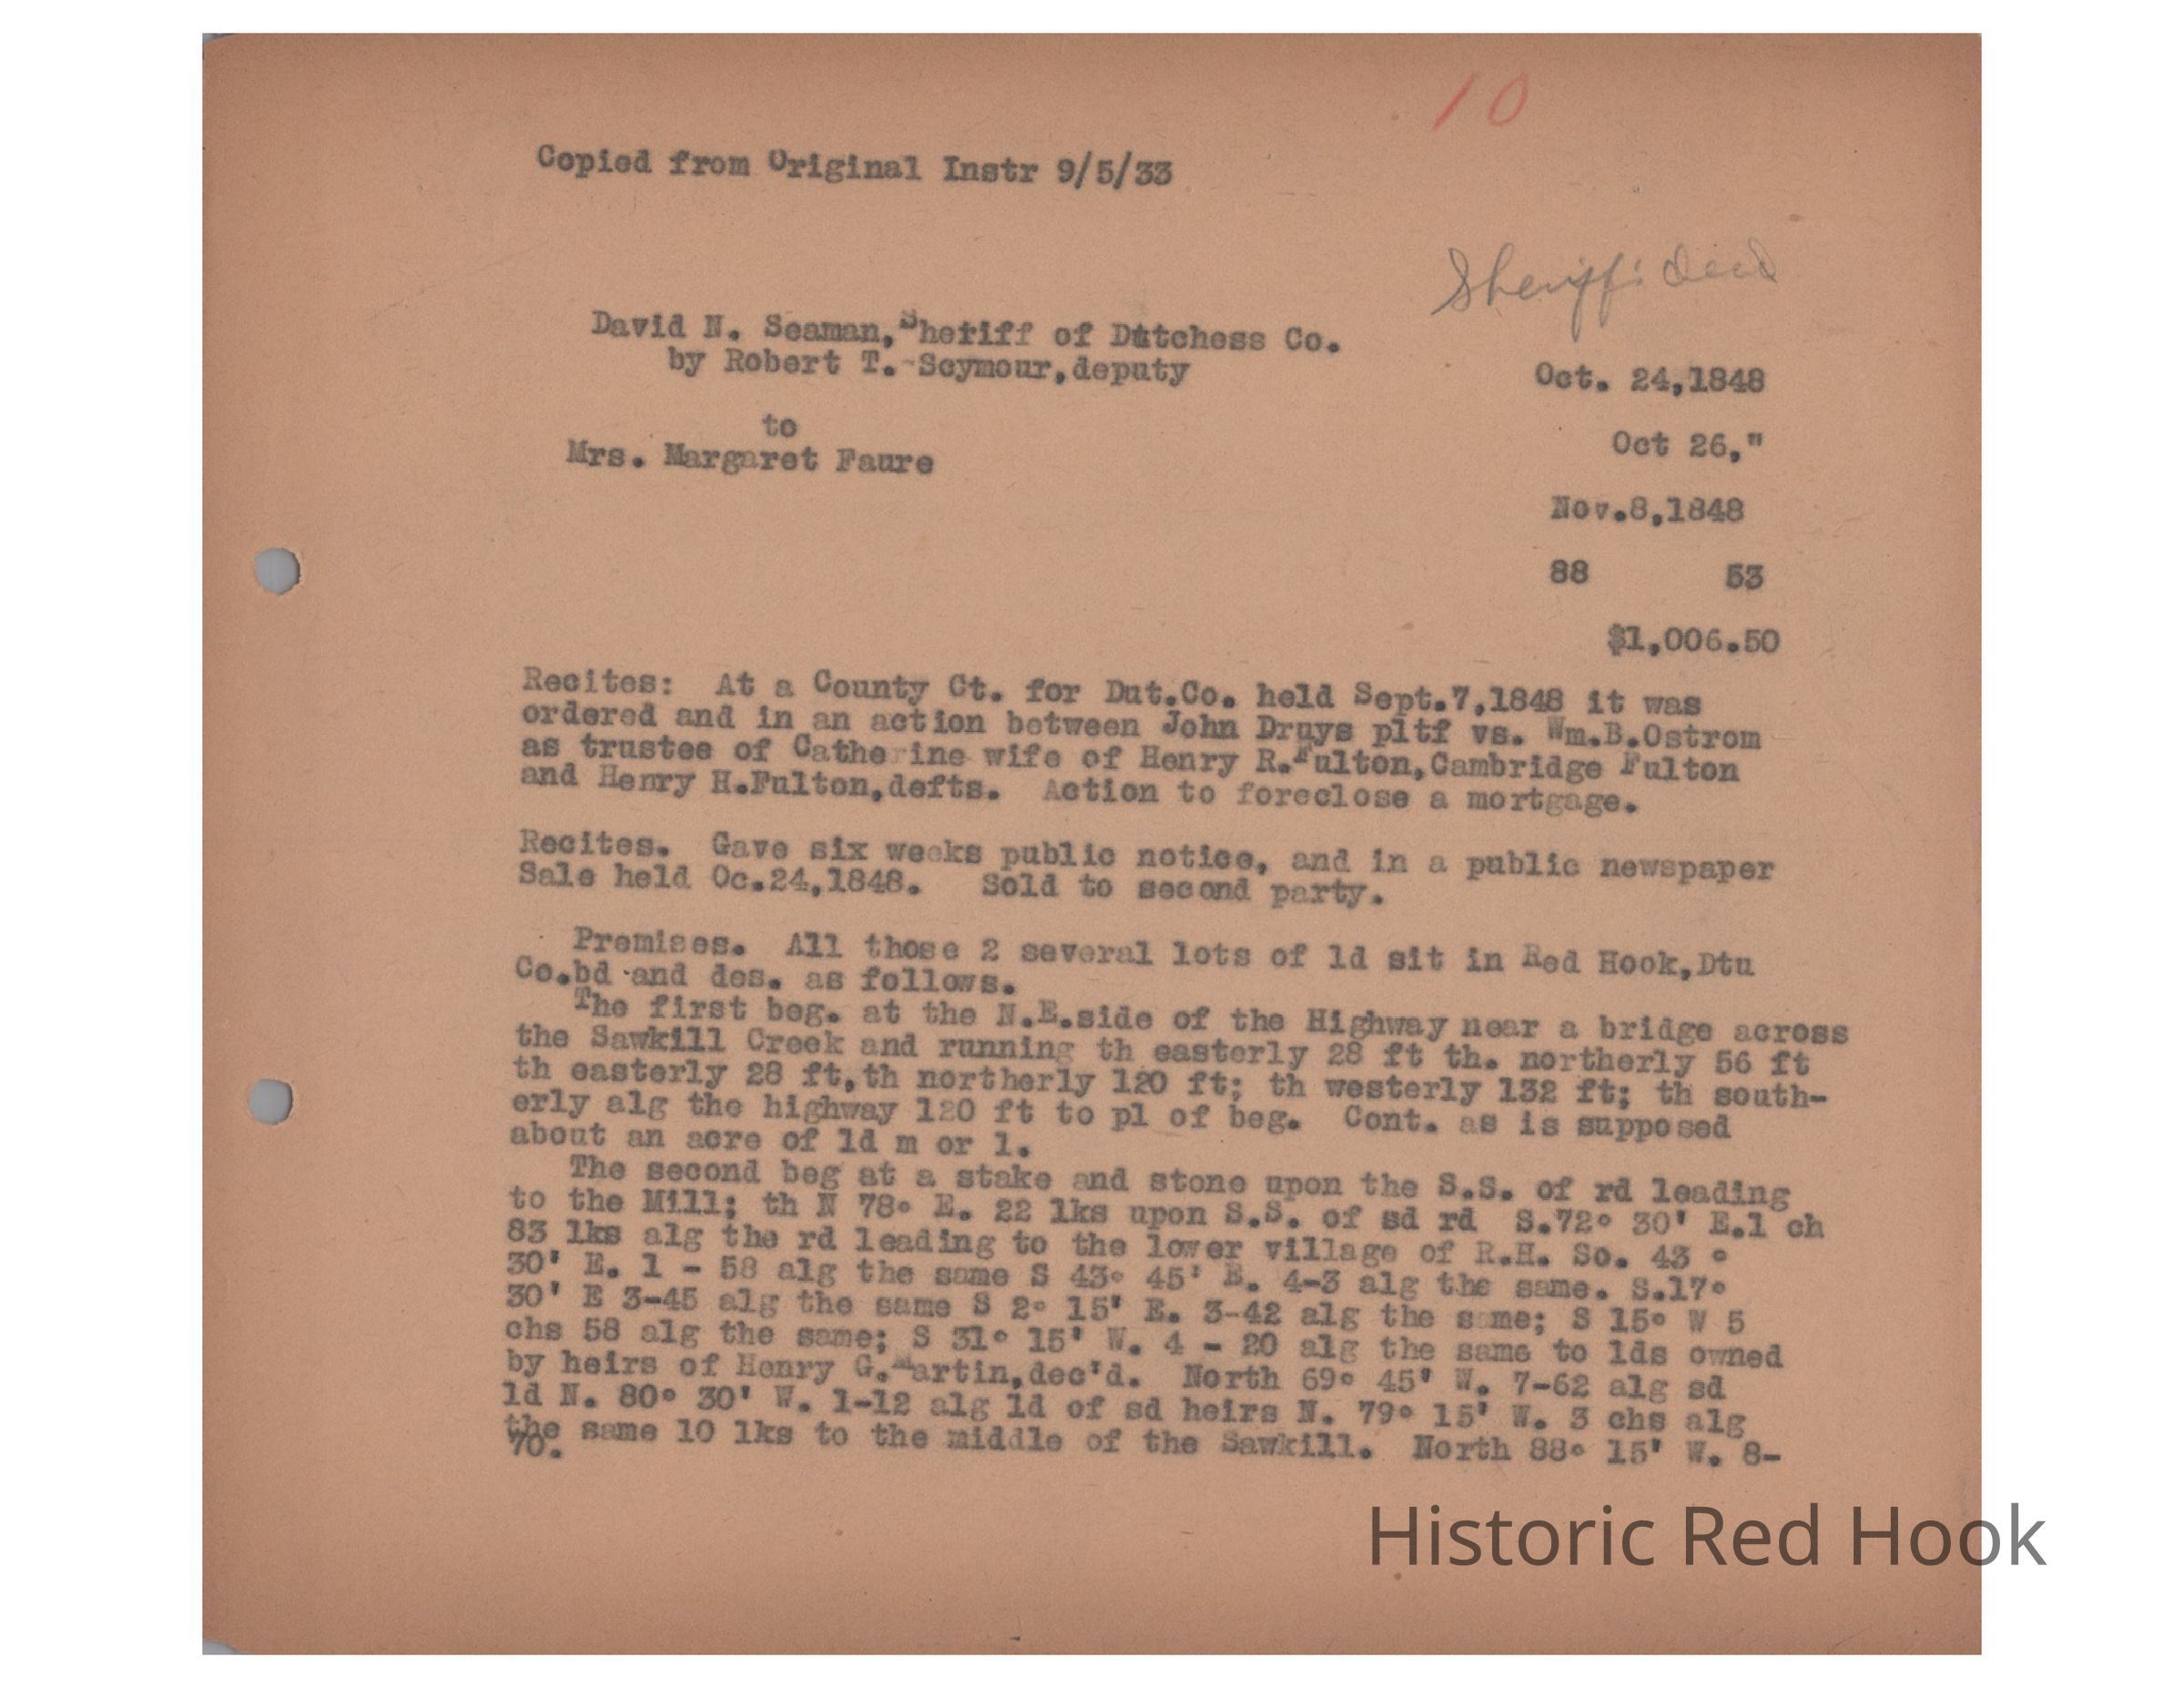 10
Copied from Original Instr 9/5/33
Sheriff's deed
David N. Seaman, Sheriff of Dutchess Co.
by Robert T. Seymour,deputy
Oct. 24,1848
to
Oct 26,"
Mrs. Margaret Faure
Nov.8,1848
88 53
$1,006.50
Recites: At a County Ct. for Dut.Co. held Sept.7,1848 it was
ordered and in an action between John Druys pltf vs. Wm.B.Ostrom
as trustee of Catherine wife of Henry R.Fulton,Cambridge Fulton
and Henry H.Fulton,defts. Action to foreclose a mortgage.
Recites. Gave six weeks public notice, and in a public newspaper
Sale held Oc.24,1848. Sold to second party.
Premises. All those 2 several lots of ld sit in Red Hook,Dtu
Co.bd and des. as follows.
The first beg. at the N.E.side of the Highway near a bridge across
the Sawkill Creek and running th easterly 28 ft th. northerly 56 ft
th easterly 28 ft,th northerly 120 ft; th westerly 132 ft; th south-
erly alg the highway 120 ft to pl of beg. Cont. as is supposed
about an acre of ld m or l.
The second beg at a stake and stone upon the S.S. of rd leading
to the Mill; th N 78° E. 22 lks upon S.S. of sd rd S.72° 30' E.1 ch
83 lks alg the rd leading to the lower village of R.H. So. 43 °
30' E. 1 - 58 alg the same S 43° 45' E. 4-3 alg the same. S.17°
30' E 3-45 alg the same S 2° 15' E. 3-42 alg the same; S 15° W 5
chs 58 alg the same; S 31° 15' W. 4 - 20 alg the same to lds owned
by heirs of Henry G.Martin,dec'd. North 69° 45' W. 7-62 alg sd
ld N. 80° 30' W. 1-12 alg ld of sd heirs N. 79° 15' W. 3 chs alg
the same 10 lks to the middle of the Sawkill. North 88° 15' W. 8-
70.
Historic Red Hook